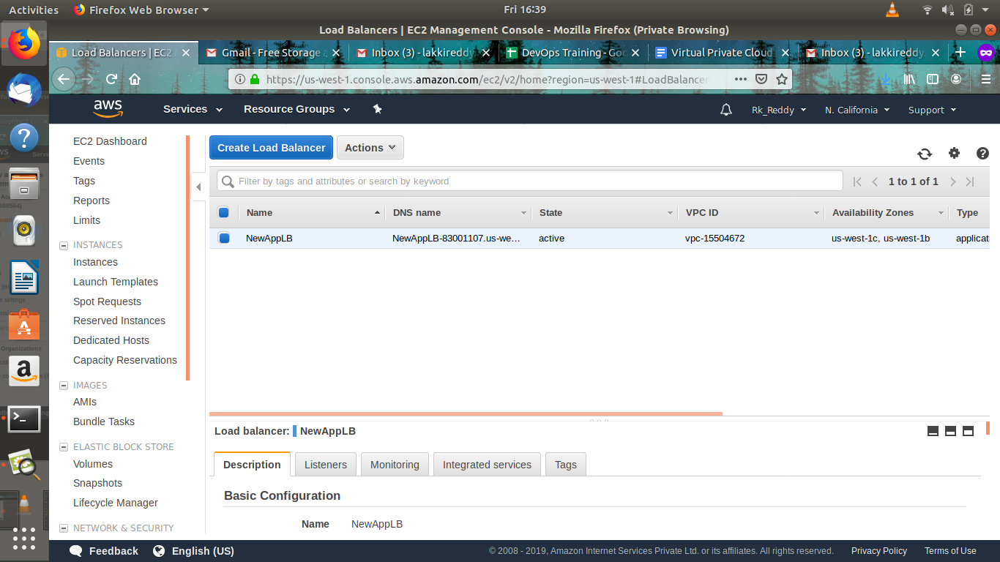 Activities
Firefox Web Browser
Fri 16:39
Load Balancers | EC2 Management Console - Mozilla Firefox (Private Browsing)
Load Balancers | EC2
Gmail - Free Storage
Inbox (3) - lakkireddy
DevOps Training - Goo
Virtual Private Cloud
Inbox (3) - lakkireddy.
https://us-west-1.console.aws.amazon.com/ec2/v2/home?region=us-west-1#LoadBalancer
aws
Services
Resource Groups
Rk_Reddy
N. California
Support
EC2 Dashboard
Events
Tags
Reports
Limits
INSTANCES
Instances
Launch Templates
Spot Requests
Reserved Instances
Dedicated Hosts
Capacity Reservations
IMAGES
AMIs
Bundle Tasks
ELASTIC BLOCK STORE
Volumes
Snapshots
Lifecycle Manager
NETWORK & SECURITY
Create Load Balancer
Actions
Filter by tags and attributes or search by keyword
1 to 1 of 1
Name DNS name State VPC ID Availability Zones Type
NewAppLB NewAppLB-83001107.us-we... active vpc-15504672 us-west-1c, us-west-1b applicat
Load balancer: NewAppLB
Description Listeners Monitoring Integrated services Tags
Basic Configuration
Name NewAppLB
Feedback
English (US)
© 2008 - 2019, Amazon Internet Services Private Ltd. or its affiliates. All rights reserved.
Privacy Policy
Terms of Use